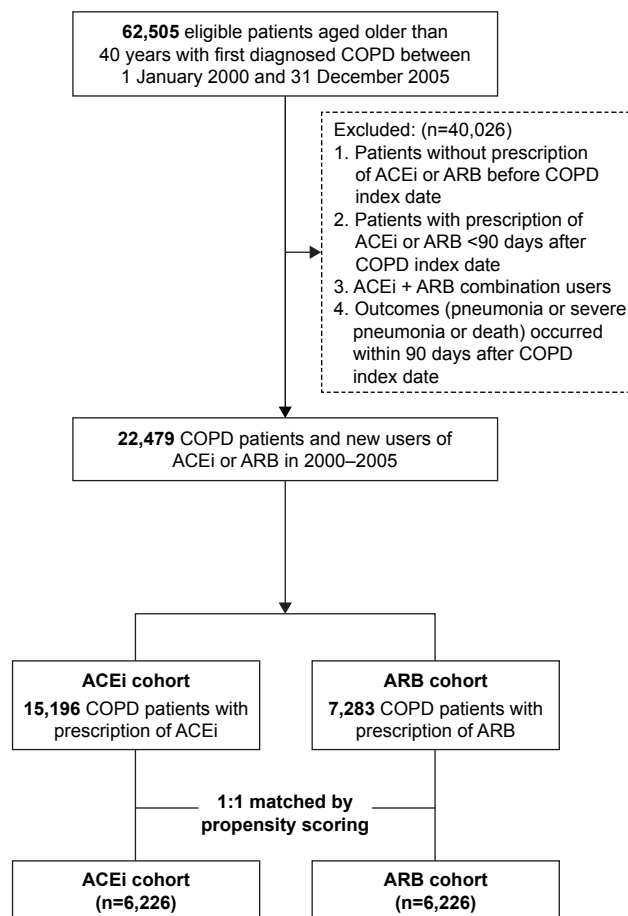 62,505 eligible patients aged older than
40 years with first diagnosed COPD between
1 January 2000 and 31 December 2005
Excluded: (n=40,026)
1. Patients without prescription
of ACEi or ARB before COPD
index date
2. Patients with prescription of
ACEi or ARB <90 days after
COPD index date
3. ACEi + ARB combination users
4. Outcomes (pneumonia or severe
pneumonia or death) occurred
within 90 days after COPD
index date
22,479 COPD patients and new users of
ACEi or ARB in 2000–2005
ACEi cohort
15,196 COPD patients with
prescription of ACEi
ARB cohort
7,283 COPD patients with
prescription of ARB
1:1 matched by
propensity scoring
ACEi cohort
(n=6,226)
ARB cohort
(n=6,226)